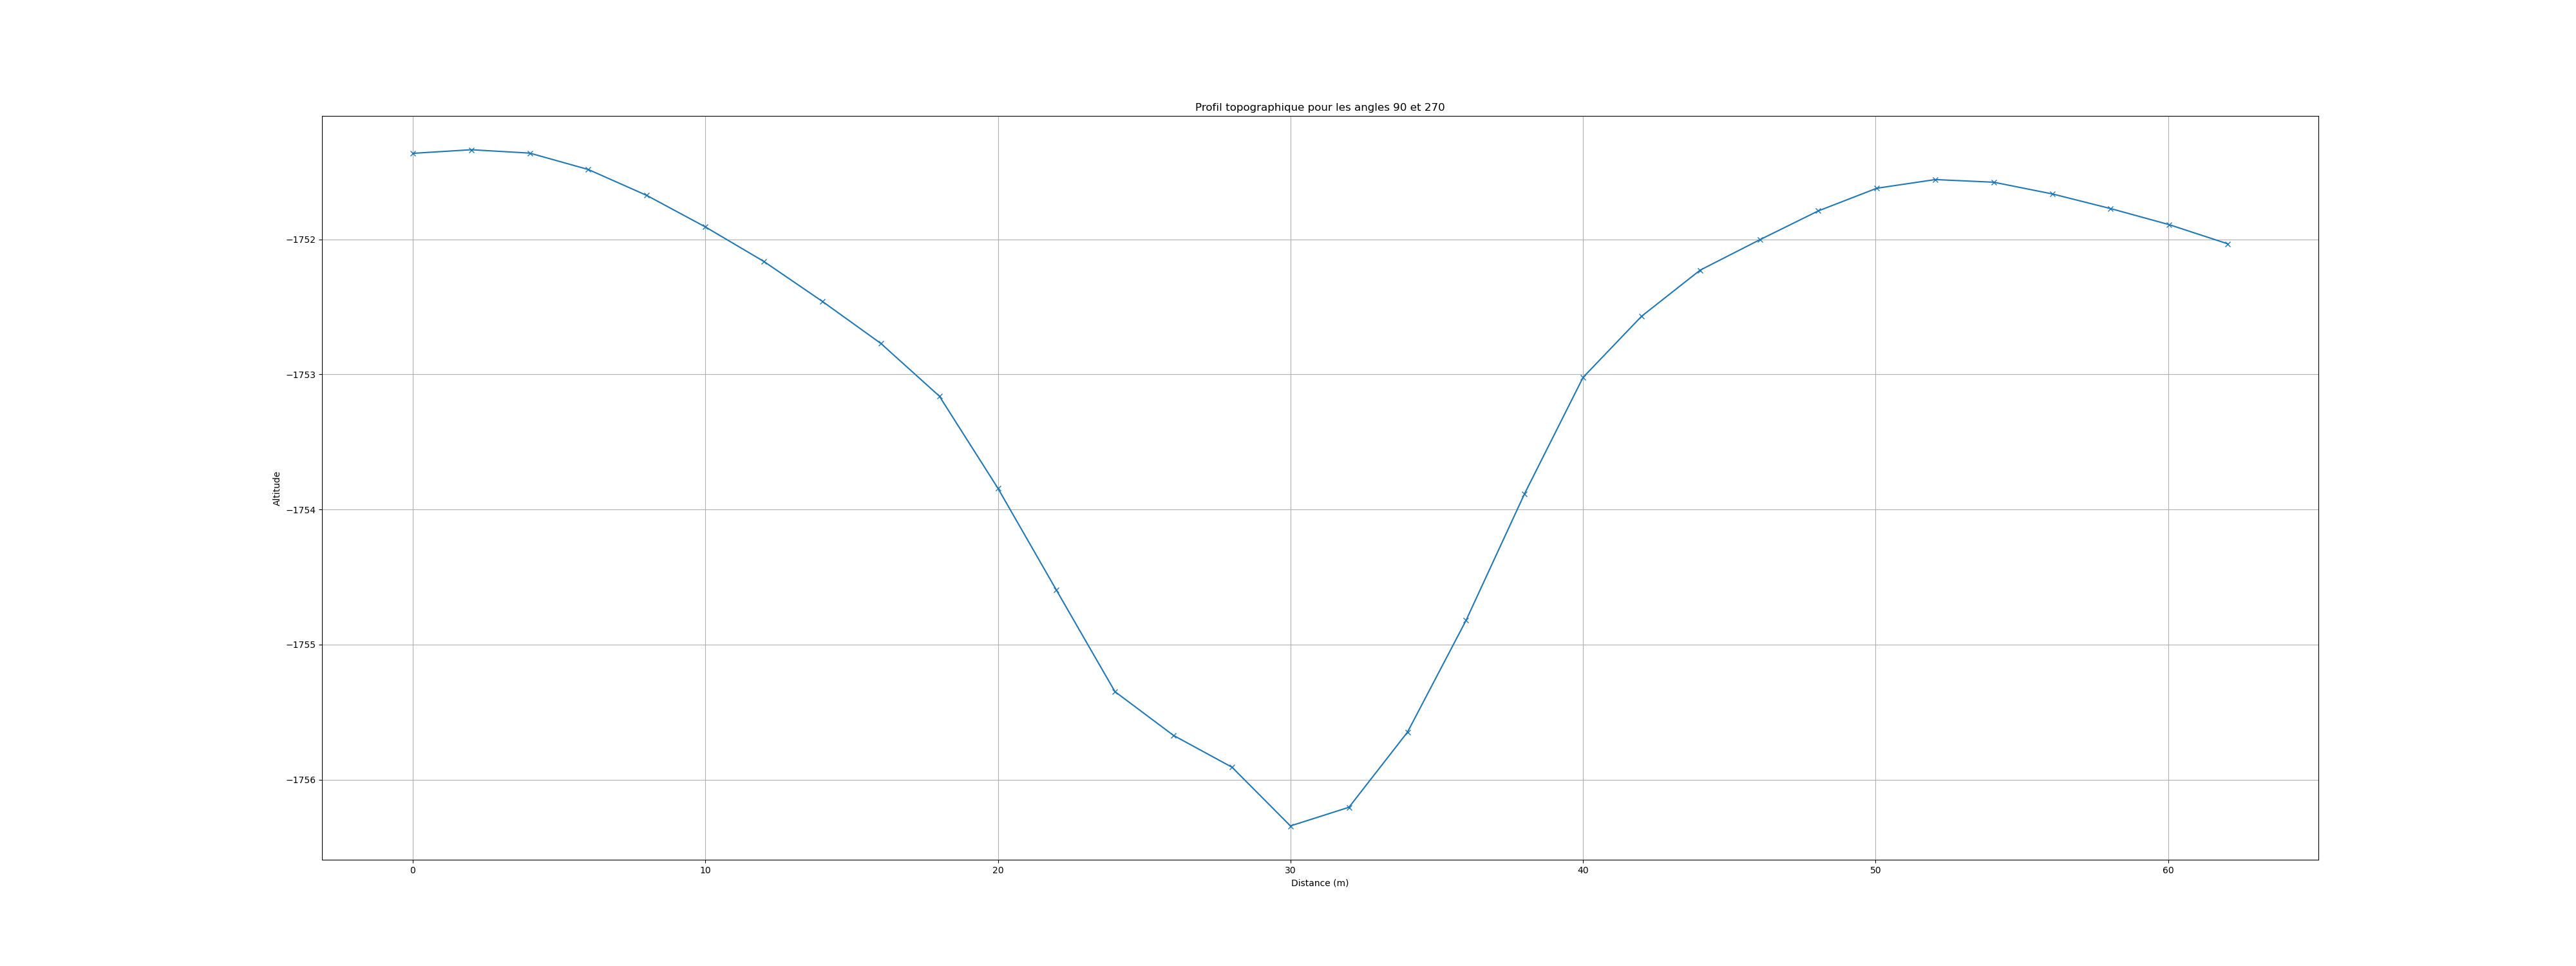 Profil topographique pour les angles 90 et 270
Altitude
−1752
−1753
−1754
−1755
−1756
0 10 20 30 40 50 60
Distance (m)